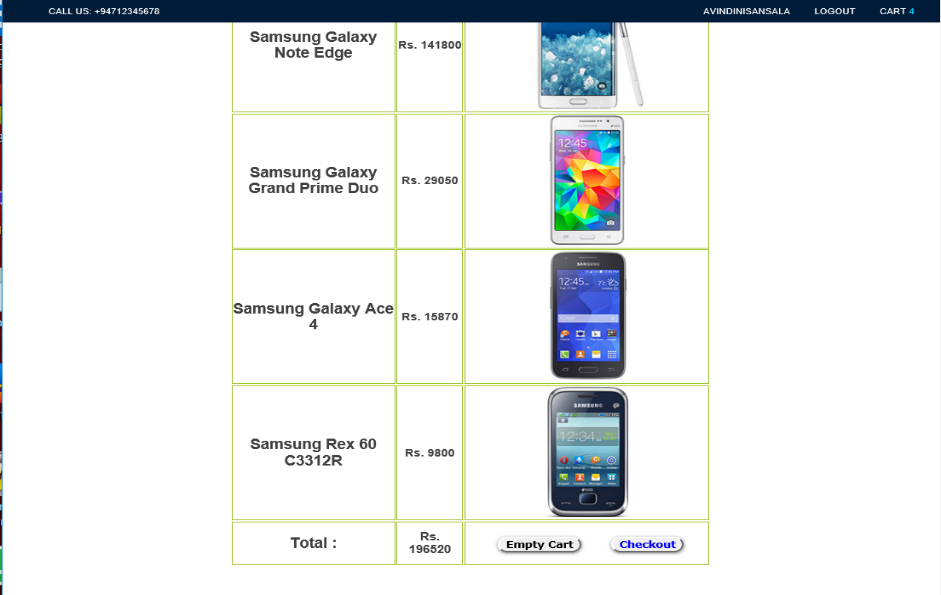 CALL US: +94712345678 AVINDINISANSALA LOGOUT CART 4
Samsung Galaxy
Note Edge
Rs. 141800
Samsung Galaxy
Grand Prime Duo
Rs. 29050
12:45
Samsung Galaxy Ace
4
Rs. 15870
SAMSUNG
12:45
Samsung Rex 60
C3312R
Rs. 9800
SAMSUNG
12:34
Total :
Rs.
196520
Empty Cart
Checkout